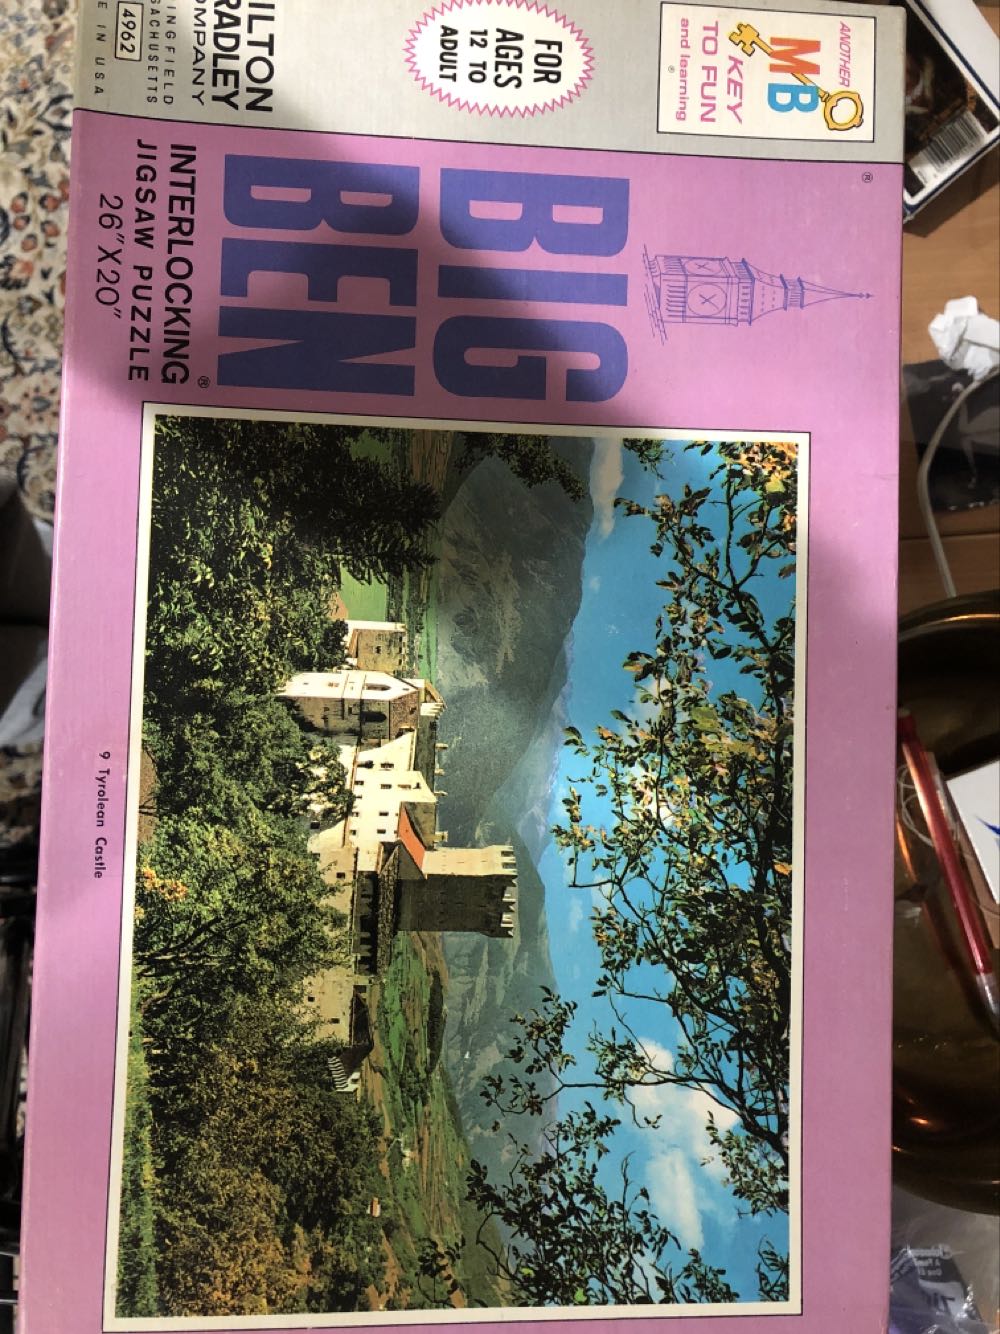 ANOTHER
MB
KEY
TO FUN
and learning
®
FOR
AGES
12 TO
ADULT
ILTON
RADLEY
OMPANY
INGFIELD
SACHUSETTS
4962
E IN USA
®
BIG
BEN®
INTERLOCKING
JIGSAW PUZZLE
26"X20"
9 Tyrolean Castle